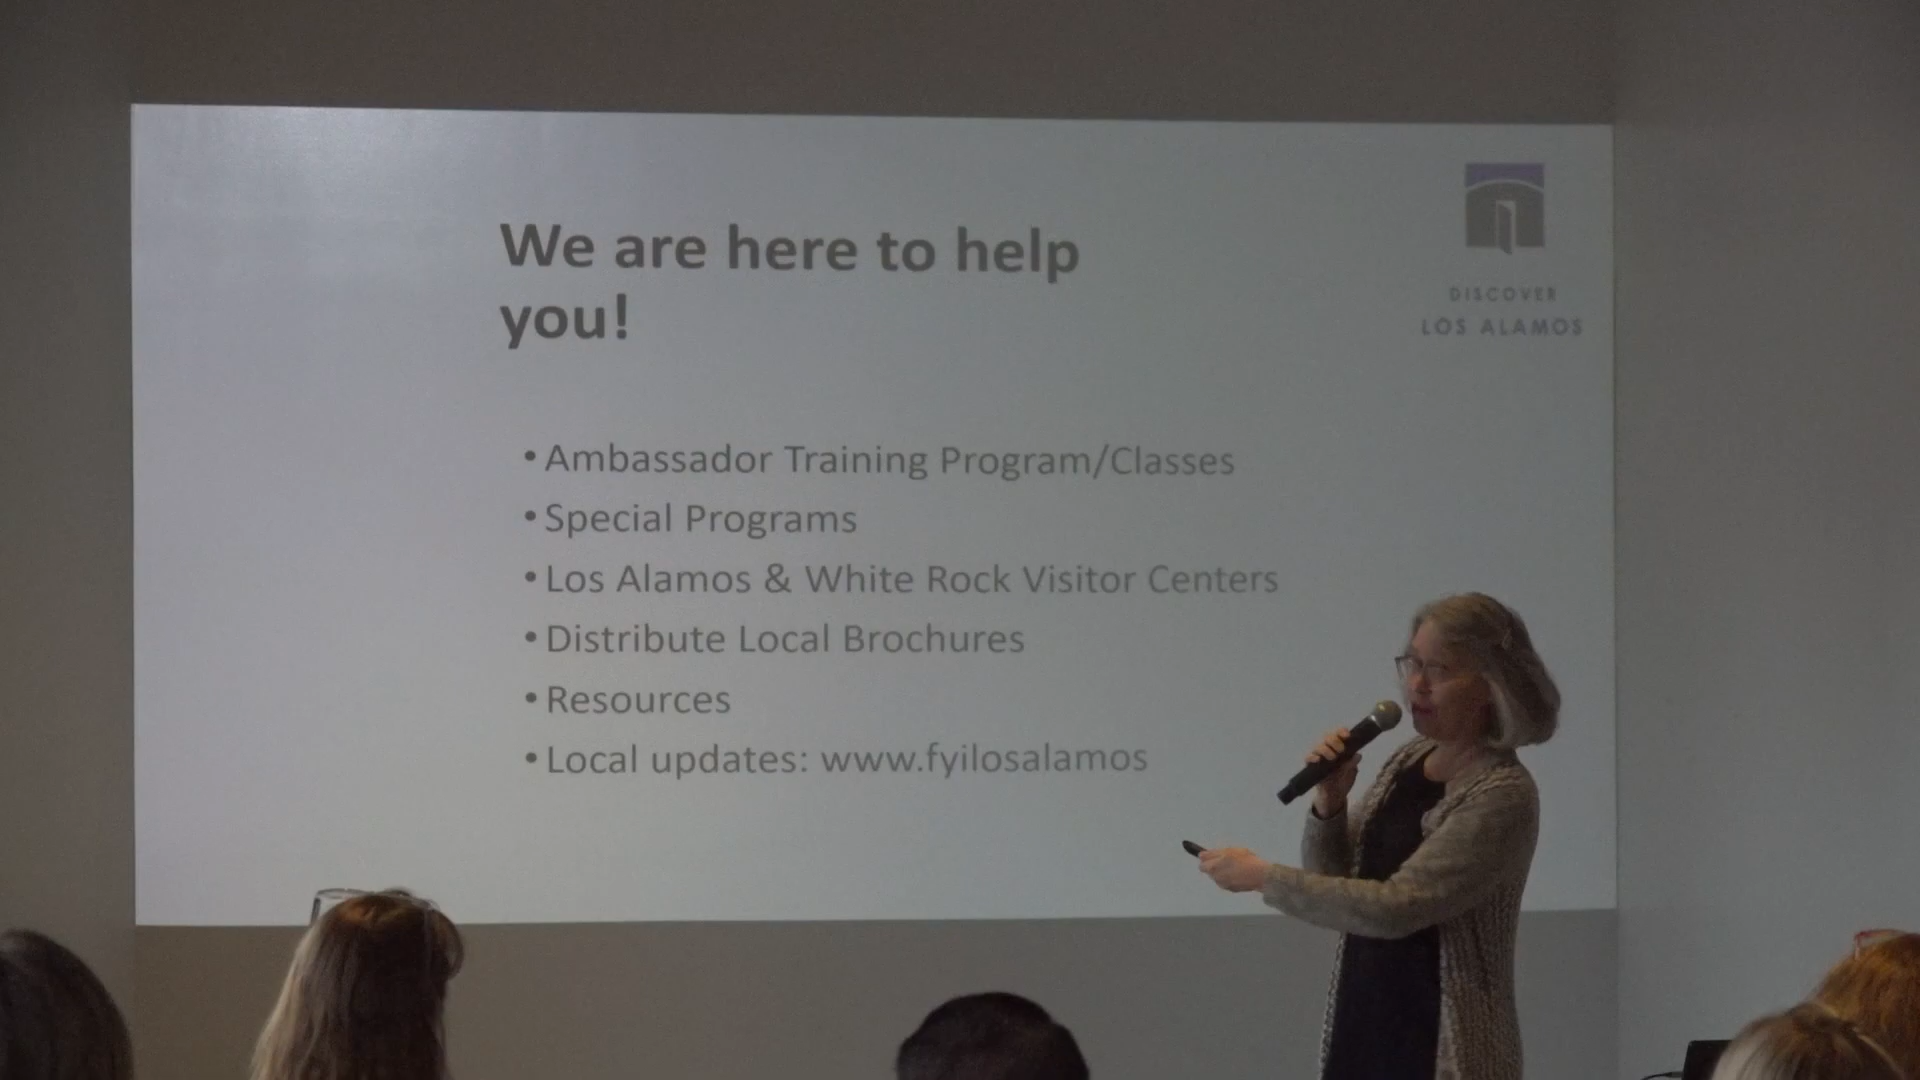 We are here to help
you!
DISCOVER
LOS ALAMOS
• Ambassador Training Program/Classes
• Special Programs
• Los Alamos & White Rock Visitor Centers
• Distribute Local Brochures
• Resources
• Local updates: www.fyilosalamos